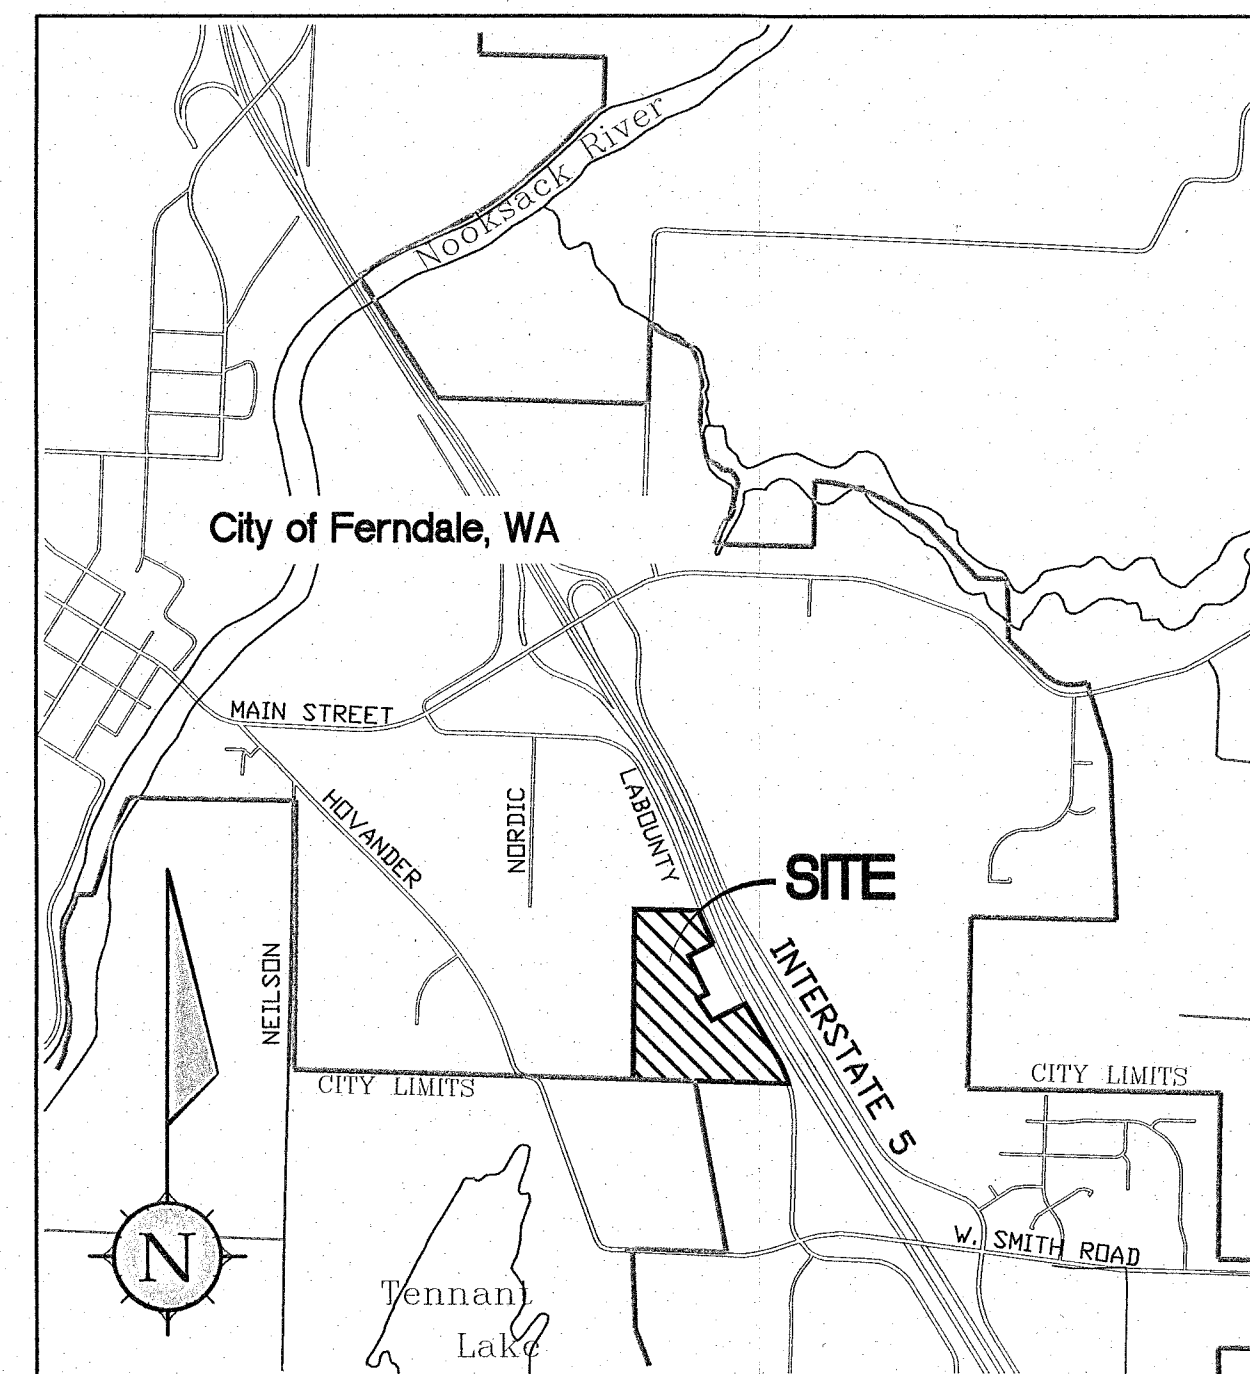 Nooksack River
City of Ferndale, WA
MAIN STREET
HOVANDER
NORDIC
LABOUNTY
SITE
NEILSON
INTERSTATE 5
CITY LIMITS
CITY LIMITS
W. SMITH ROAD
N
Tennant
Lake